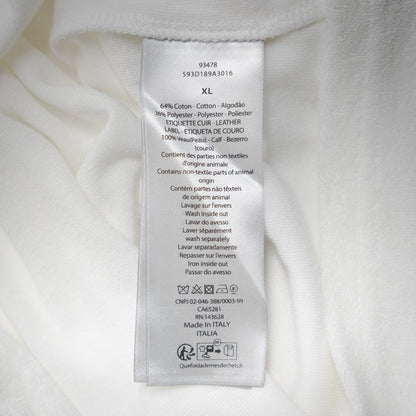 93478
S93D189A3016
XL
64% Coton - Cotton - Algodão
36% Polyester - Polyester - Poliester
ETIQUETTE CUIR - LEATHER
LABEL - ETIQUETA DE COURO
100% Veau(Peau) - Calf - Bezerro
(couro)
Contient des parties non textiles
d'origine animale
Contains non-textile parts of animal
origin
Contém partes não têxteis
de origem animal
Lavage sur l'envers
Wash inside out
Lavar do avesso
Laver séparément
wash separately
Lavar separadamente
Repasser sur l'envers
Iron inside out
Passar do avesso
CNPJ 02-046-388/0003-99
CA65281
RN:143628
Made In ITALY
ITALIA
Quefairedemesdechets.fr